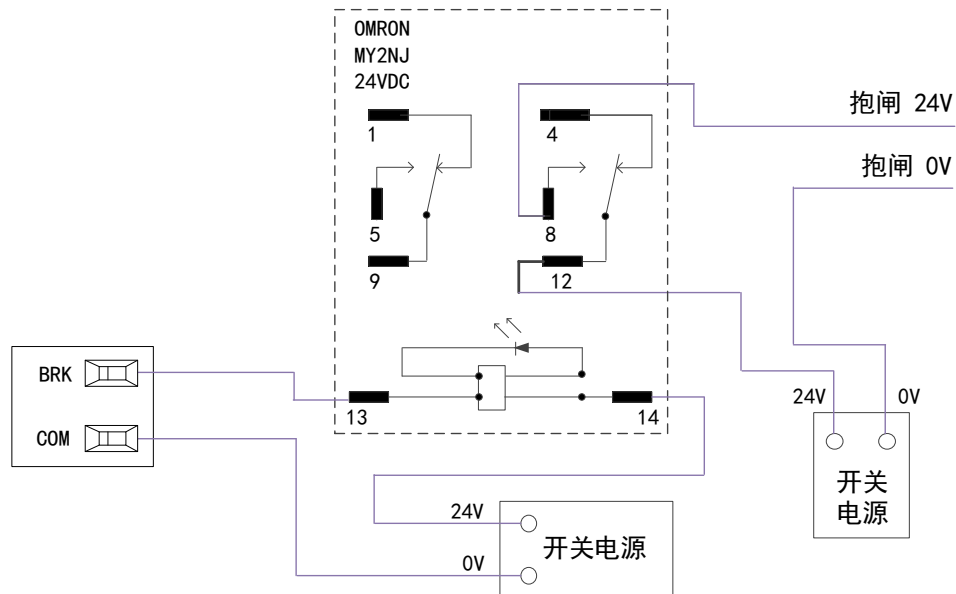 OMRON
MY2NJ
24VDC
1
4
5
8
9
12
13
14
抱闸 24V
抱闸 0V
BRK
COM
24V
0V
开关
电源
24V
0V
开关电源